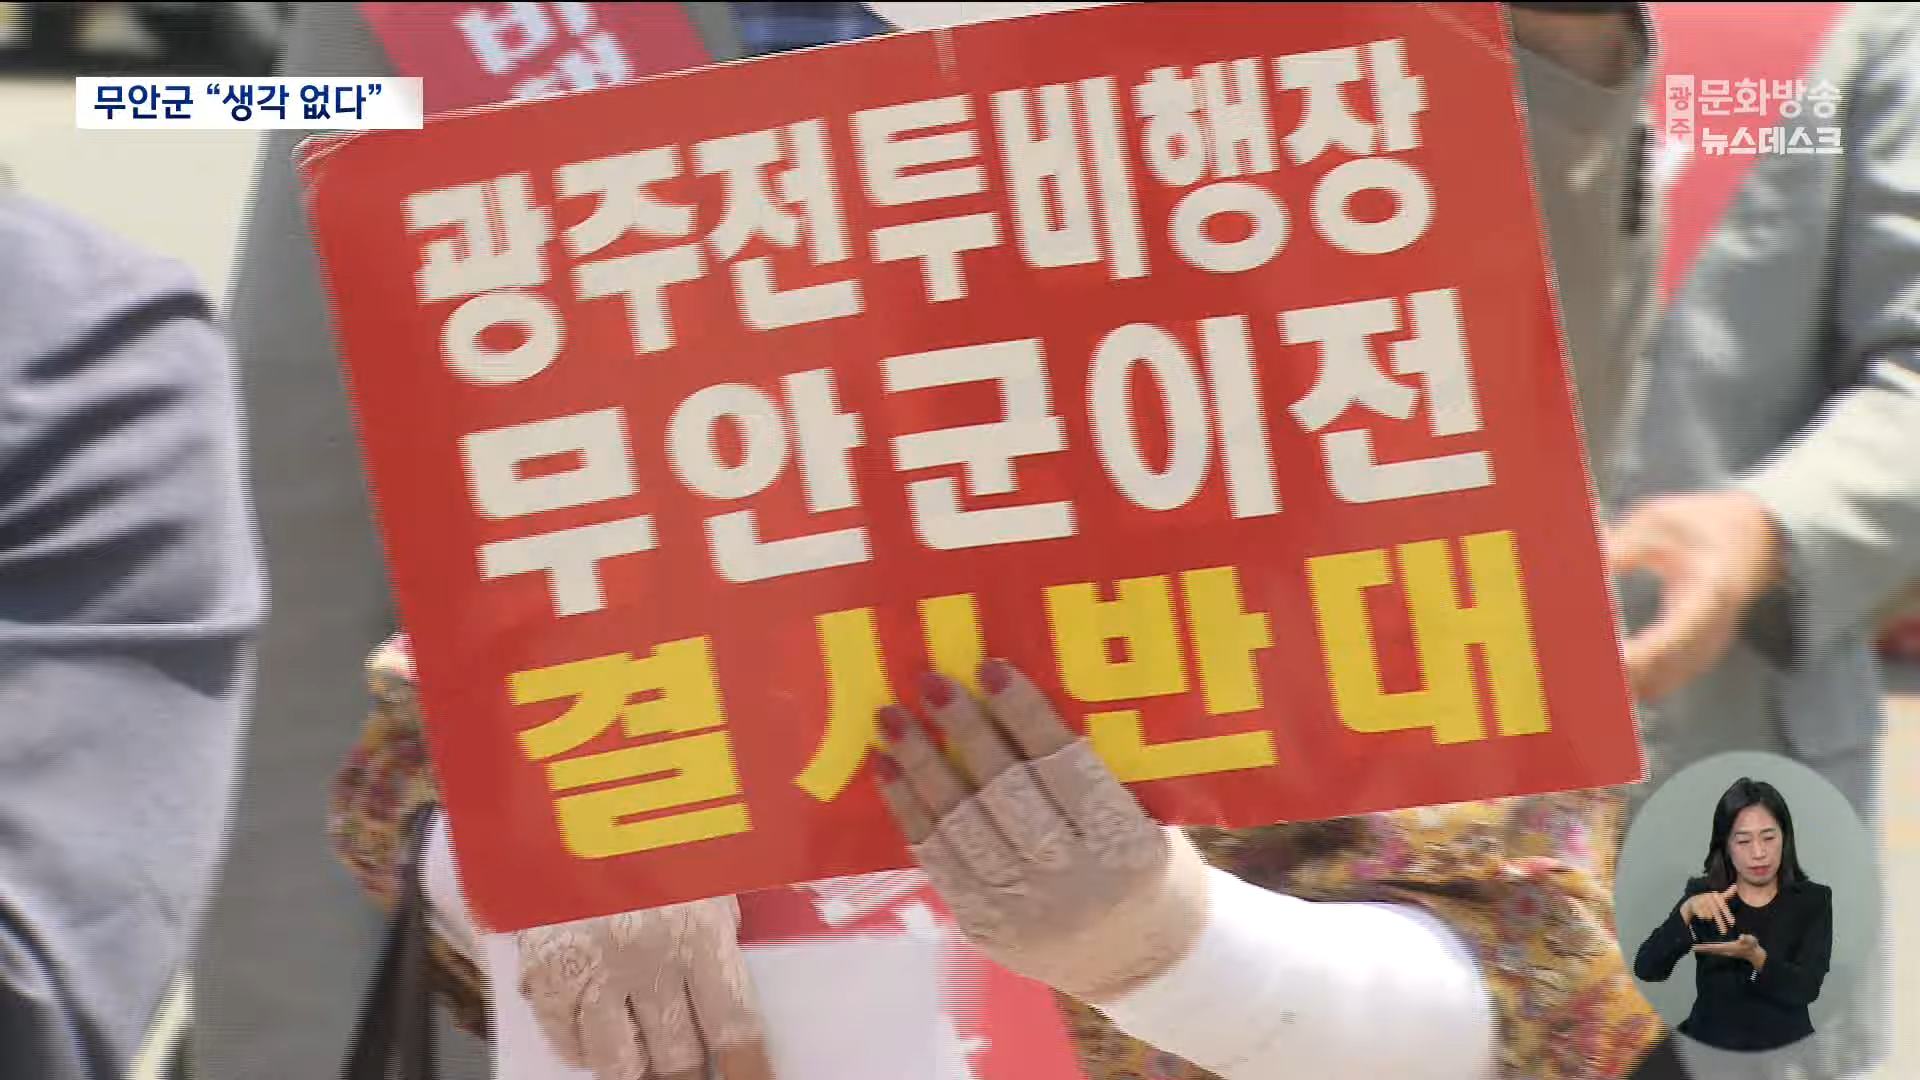 무안군 “생각 없다”
광주 문화방송
뉴스데스크
광주전투비행장
무안군이전
결사반대